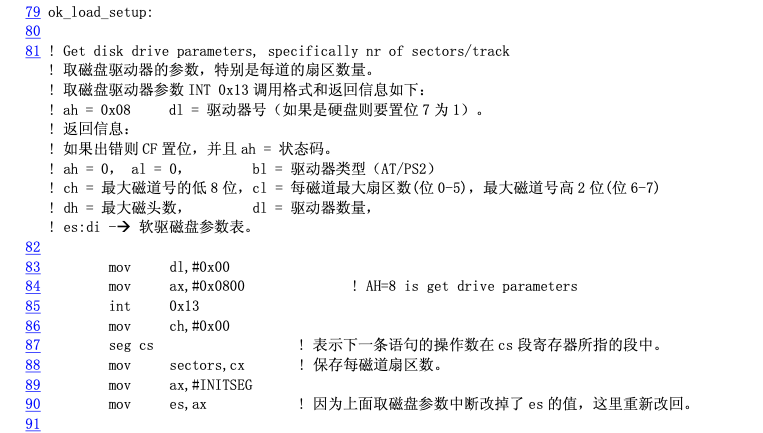 79 ok_load_setup:
80
81 ! Get disk drive parameters, specifically nr of sectors/track
! 取磁盘驱动器的参数，特别是每道的扇区数量。
! 取磁盘驱动器参数 INT 0x13 调用格式和返回信息如下：
! ah = 0x08 dl = 驱动器号（如果是硬盘则要置位 7 为 1）。
! 返回信息：
! 如果出错则 CF 置位，并且 ah = 状态码。
! ah = 0， al = 0， bl = 驱动器类型（AT/PS2）
! ch = 最大磁道号的低 8 位，cl = 每磁道最大扇区数(位 0-5)，最大磁道号高 2 位(位 6-7)
! dh = 最大磁头数， dl = 驱动器数量，
! es:di -→ 软驱磁盘参数表。
82
83 mov dl,#0x00
84 mov ax,#0x0800 ! AH=8 is get drive parameters
85 int 0x13
86 mov ch,#0x00
87 seg cs ! 表示下一条语句的操作数在 cs 段寄存器所指的段中。
88 mov sectors,cx ! 保存每磁道扇区数。
89 mov ax,#INITSEG
90 mov es,ax ! 因为上面取磁盘参数中断改掉了 es 的值，这里重新改回。
91